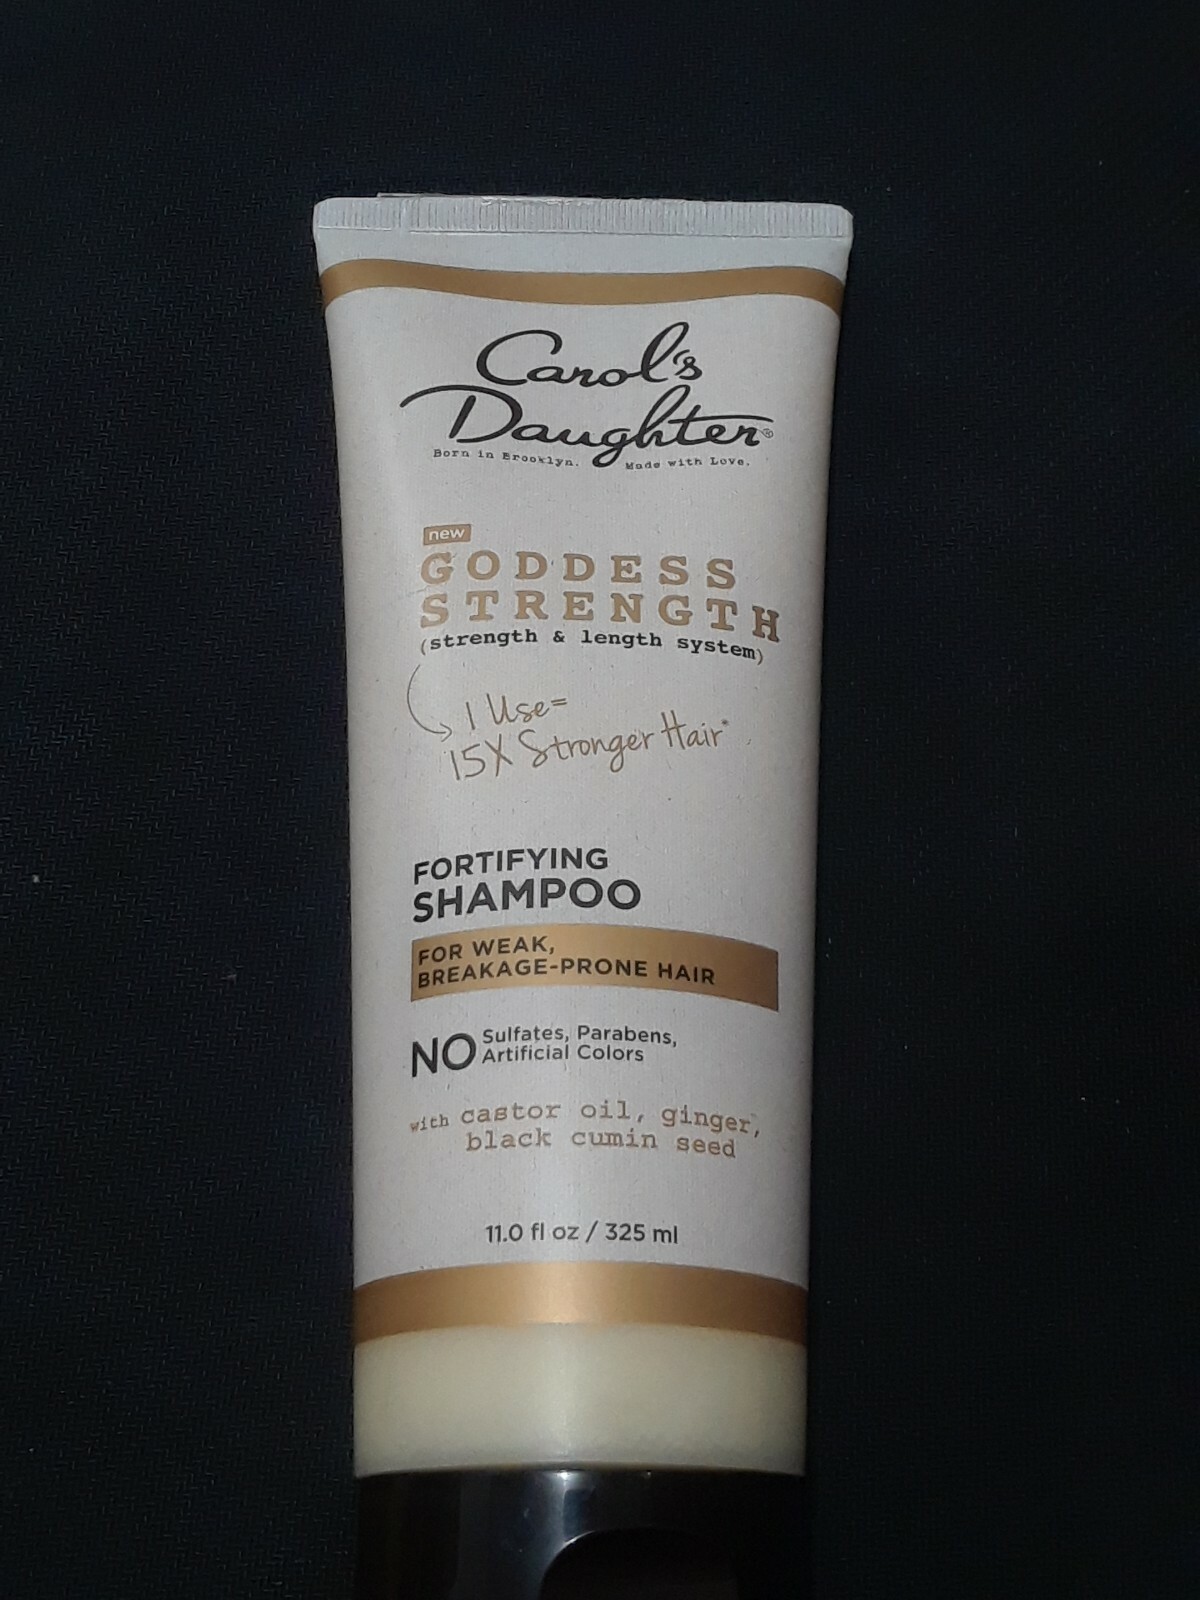 Carol's
Daughter®
Born in Brooklyn. Made with Love.
new
GODDESS
STRENGTH
(strength & length system)
1 Use=
15X Stronger Hair*
FORTIFYING
SHAMPOO
FOR WEAK,
BREAKAGE-PRONE HAIR
NO Sulfates, Parabens,
Artificial Colors
with castor oil, ginger,
black cumin seed
11.0 fl oz / 325 ml